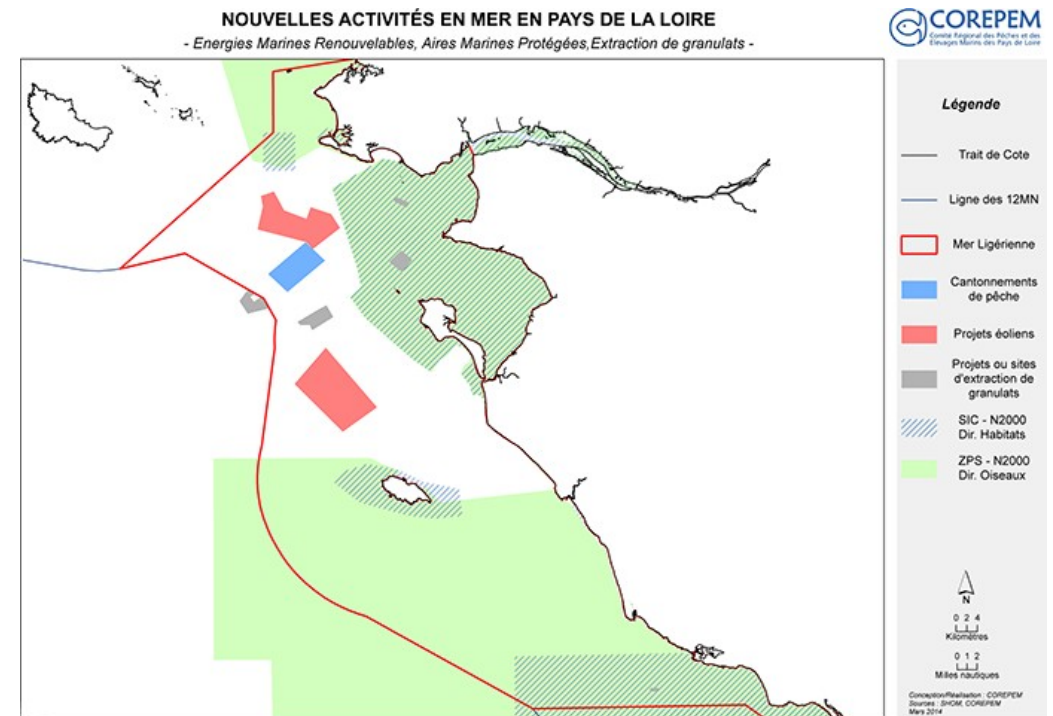 NOUVELLES ACTIVITÉS EN MER EN PAYS DE LA LOIRE
- Energies Marines Renouvelables, Aires Marines Protégées,Extraction de granulats -
COREPEM
Comité Régional des Pêches et des
Elevages Marins des Pays de Loire
Légende
Trait de Cote
Ligne des 12MN
Mer Ligérienne
Cantonnements
de pêche
Projets éoliens
Projets ou sites
d'extraction de
granulats
SIC - N2000
Dir. Habitats
ZPS - N2000
Dir. Oiseaux
N
0 2 4
Kilomètres
0 1 2
Milles nautiques
Conception/Réalisation : COREPEM
Sources : SHOM, COREPEM
Mars 2014